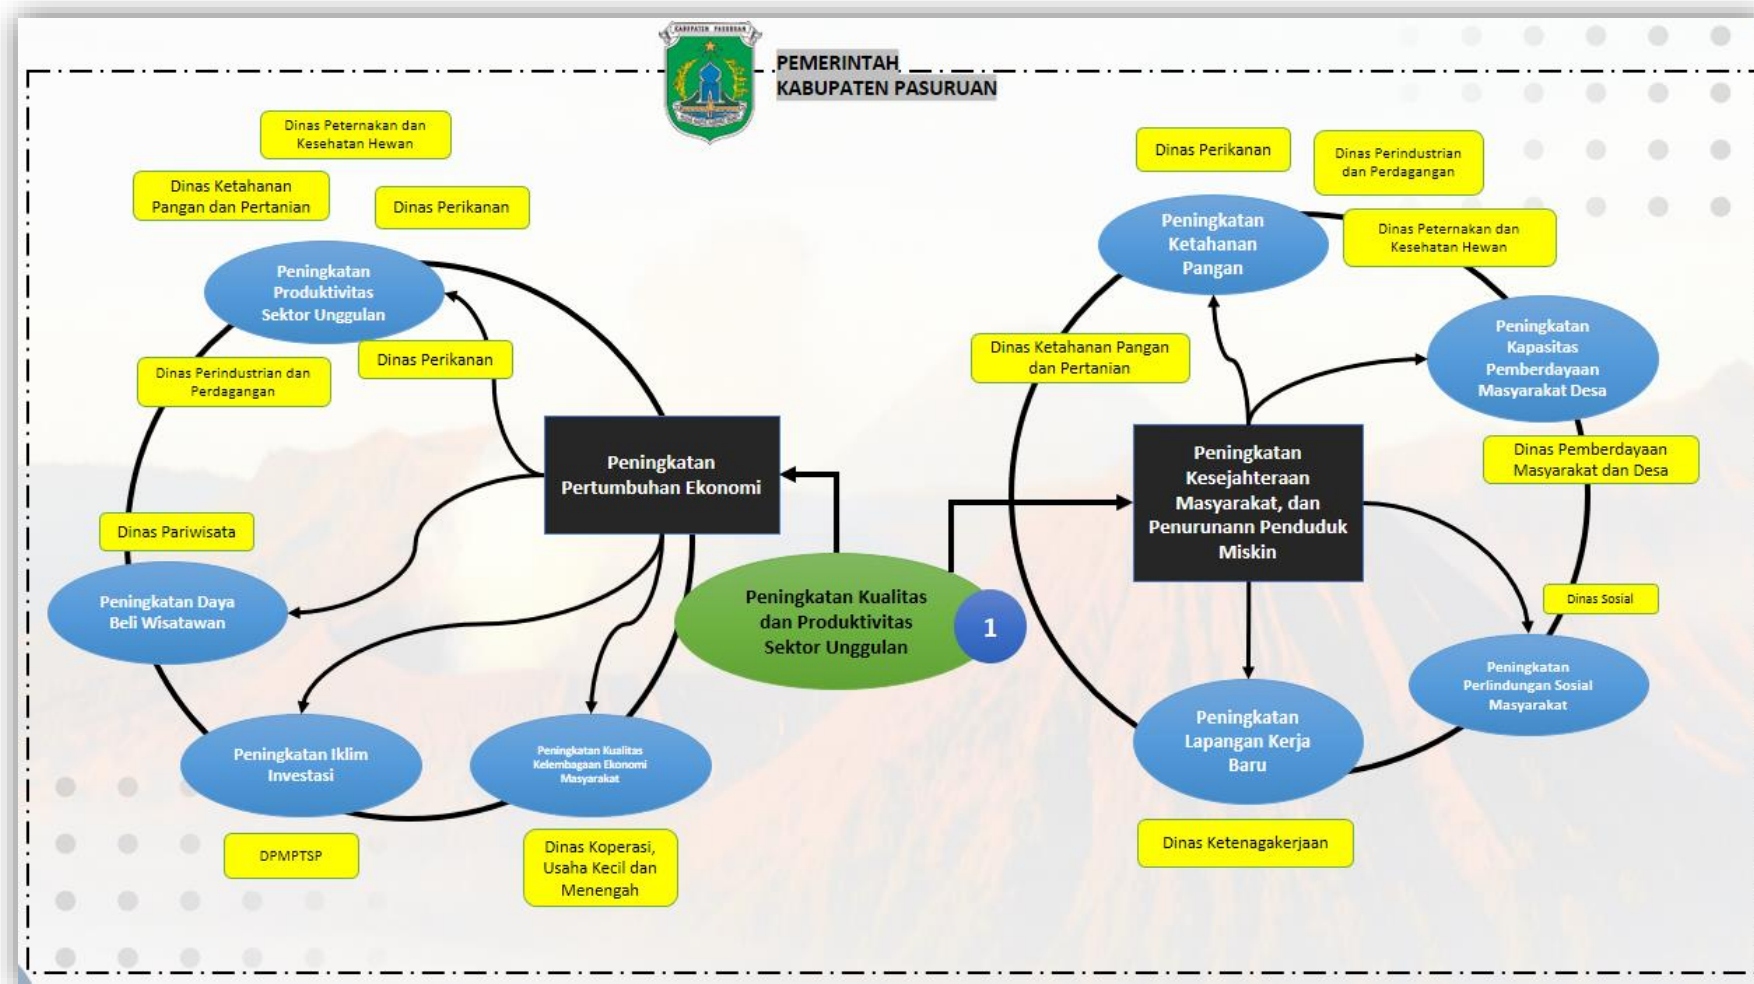 KABUPATEN PASURUAN
PEMERINTAH
KABUPATEN PASURUAN
Dinas Peternakan dan
Kesehatan Hewan
Dinas Ketahanan
Pangan dan Pertanian
Dinas Perikanan
Peningkatan
Produktivitas
Sektor Unggulan
Dinas Perikanan
Dinas Perindustrian dan
Perdagangan
Peningkatan
Pertumbuhan Ekonomi
Dinas Pariwisata
Peningkatan Daya
Beli Wisatawan
Peningkatan Iklim
Investasi
Peningkatan Kualitas
Kelembagaan Ekonomi
Masyarakat
DPMPTSP
Dinas Koperasi,
Usaha Kecil dan
Menengah
Peningkatan Kualitas
dan Produktivitas
Sektor Unggulan
1
Dinas Perikanan
Dinas Perindustrian
dan Perdagangan
Peningkatan
Ketahanan
Pangan
Dinas Peternakan dan
Kesehatan Hewan
Dinas Ketahanan Pangan
dan Pertanian
Peningkatan
Kapasitas
Pemberdayaan
Masyarakat Desa
Peningkatan
Kesejahteraan
Masyarakat, dan
Penurunann Penduduk
Miskin
Dinas Pemberdayaan
Masyarakat dan Desa
Dinas Sosial
Peningkatan
Perlindungan Sosial
Masyarakat
Peningkatan
Lapangan Kerja
Baru
Dinas Ketenagakerjaan